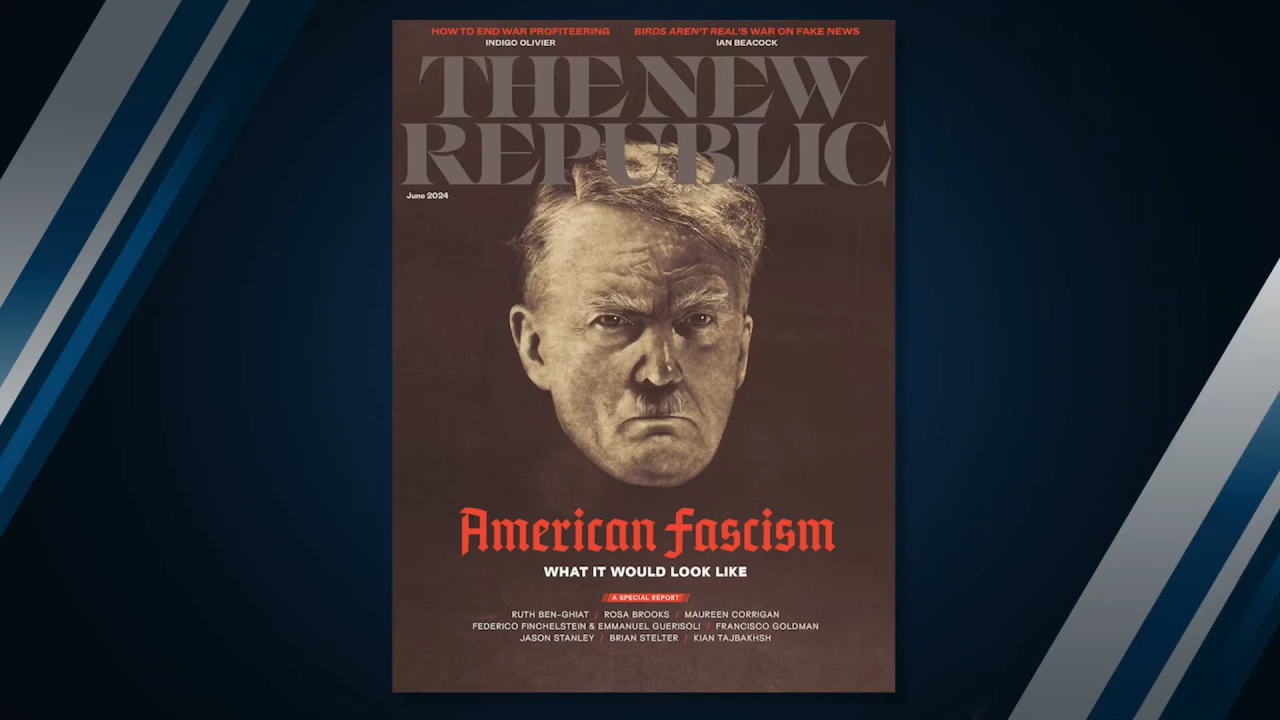 HOW TO END WAR PROFITEERING
INDIGO OLIVIER
BIRDS AREN'T REAL'S WAR ON FAKE NEWS
IAN BEACOCK
THE NEW
REPUBLIC
June 2024
American Fascism
WHAT IT WOULD LOOK LIKE
A SPECIAL REPORT
RUTH BEN-GHIAT / ROSA BROOKS / MAUREEN CORRIGAN
FEDERICO FINCHELSTEIN & EMMANUEL GUERISOLI / FRANCISCO GOLDMAN
JASON STANLEY / BRIAN STELTER / KIAN TAJBAKHSH